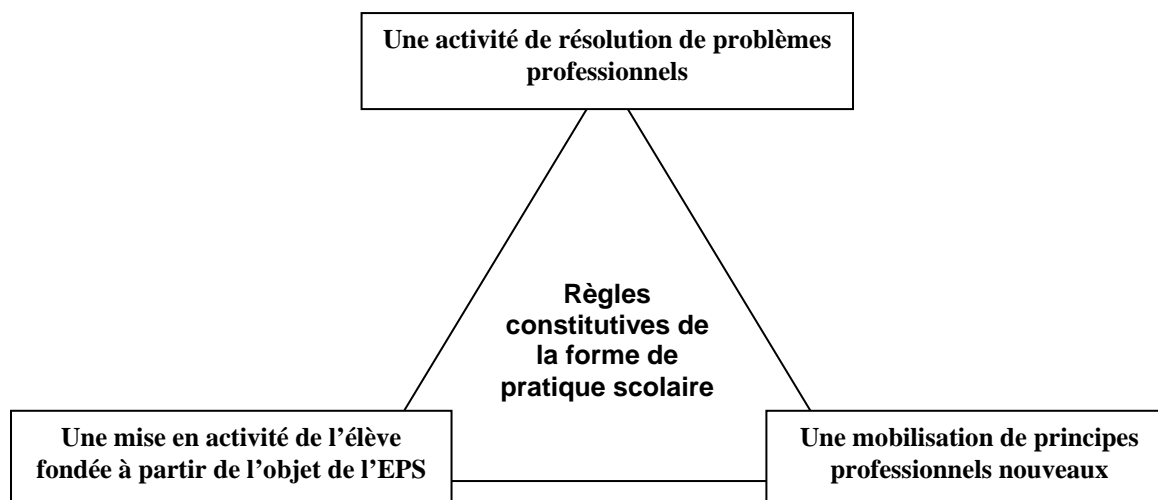 Une activité de résolution de problèmes
professionnels
Règles
constitutives de
la forme de
pratique scolaire
Une mise en activité de l’élève
fondée à partir de l’objet de l’EPS
Une mobilisation de principes
professionnels nouveaux